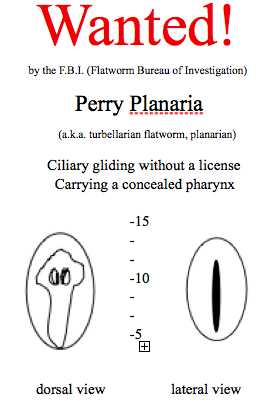 Wanted!
by the F.B.I. (Flatworm Bureau of Investigation)
Perry Planaria
(a.k.a. turbellarian flatworm, planarian)
Ciliary gliding without a license
Carrying a concealed pharynx
-15
-
-
-10
-
-
-5
dorsal view lateral view